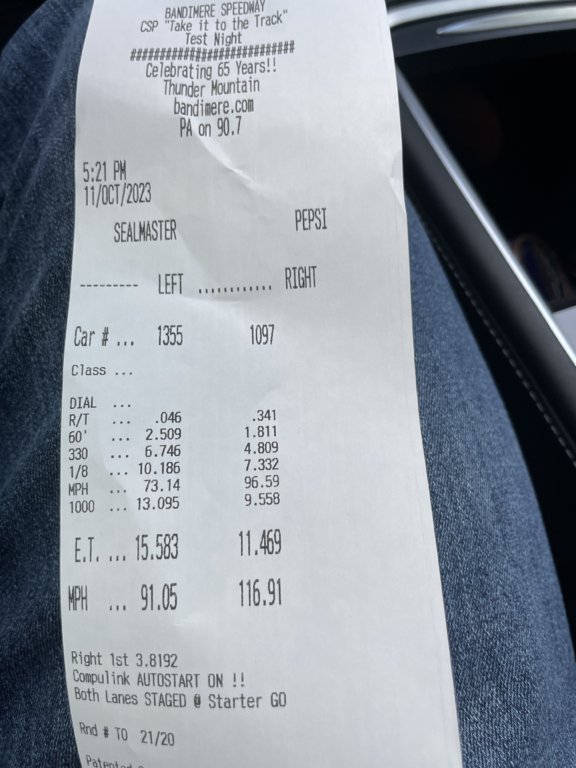 BANDIMERE SPEEDWAY
CSP "Take it to the Track"
Test Night
###########################
Celebrating 65 Years!!
Thunder Mountain
bandimere.com
PA on 90.7
5:21 PM
11/OCT/2023
SEALMASTER PEPSI
--------- LEFT ............ RIGHT
Car # ... 1355 1097
Class ...
DIAL ...
R/T ... .046 .341
60' ... 2.509 1.811
330 ... 6.746 4.809
1/8 ... 10.186 7.332
MPH ... 73.14 96.59
1000 ... 13.095 9.558
E.T. ... 15.583 11.469
MPH ... 91.05 116.91
Right 1st 3.8192
Compulink AUTOSTART ON !!
Both Lanes STAGED @ Starter GO
Rnd # TO 21/20